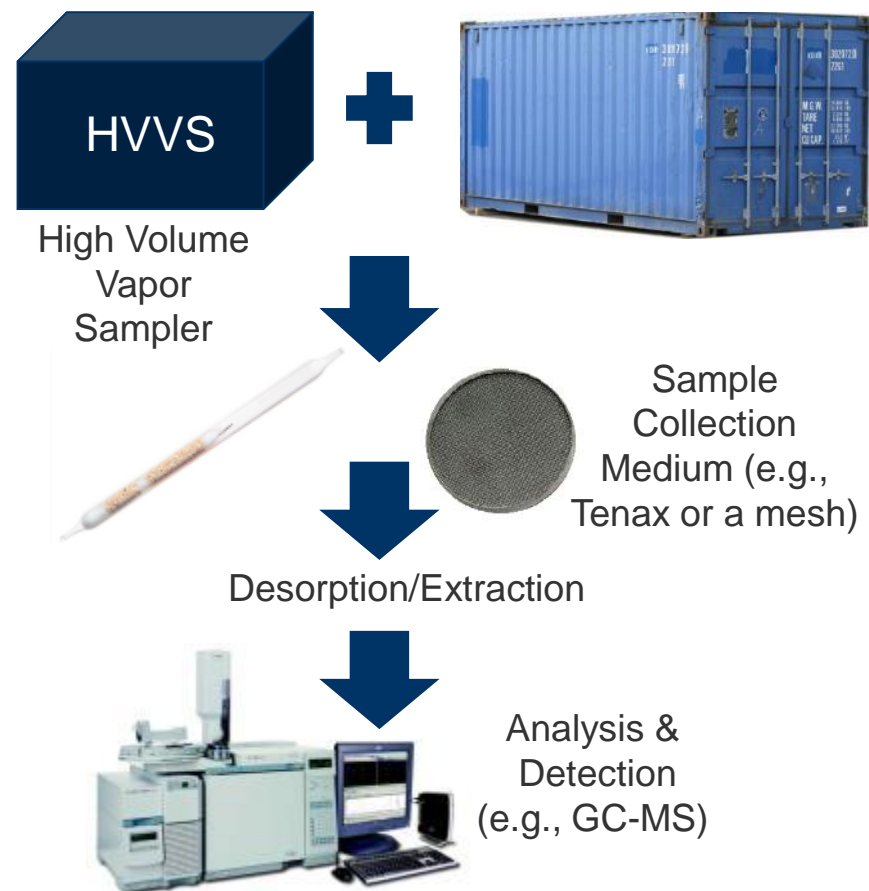 HVVS
High Volume
Vapor
Sampler
Sample
Collection
Medium (e.g.,
Tenax or a mesh)
Desorption/Extraction
Analysis &
Detection
(e.g., GC-MS)